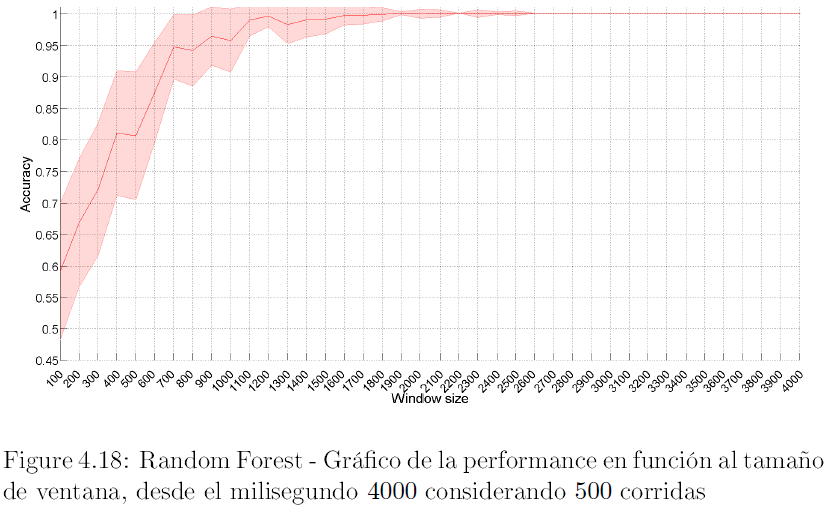 1
0.95
0.9
0.85
0.8
0.75
0.7
0.65
0.6
0.55
0.5
0.45
Accuracy
100 200 300 400 500 600 700 800 900 1000 1100 1200 1300 1400 1500 1600 1700 1800 1900 2000 2100 2200 2300 2400 2500 2600 2700 2800 2900 3000 3100 3200 3300 3400 3500 3600 3700 3800 3900 4000
Window size
Figure 4.18: Random Forest - Gráfico de la performance en función al tamaño
de ventana, desde el milisegundo 4000 considerando 500 corridas